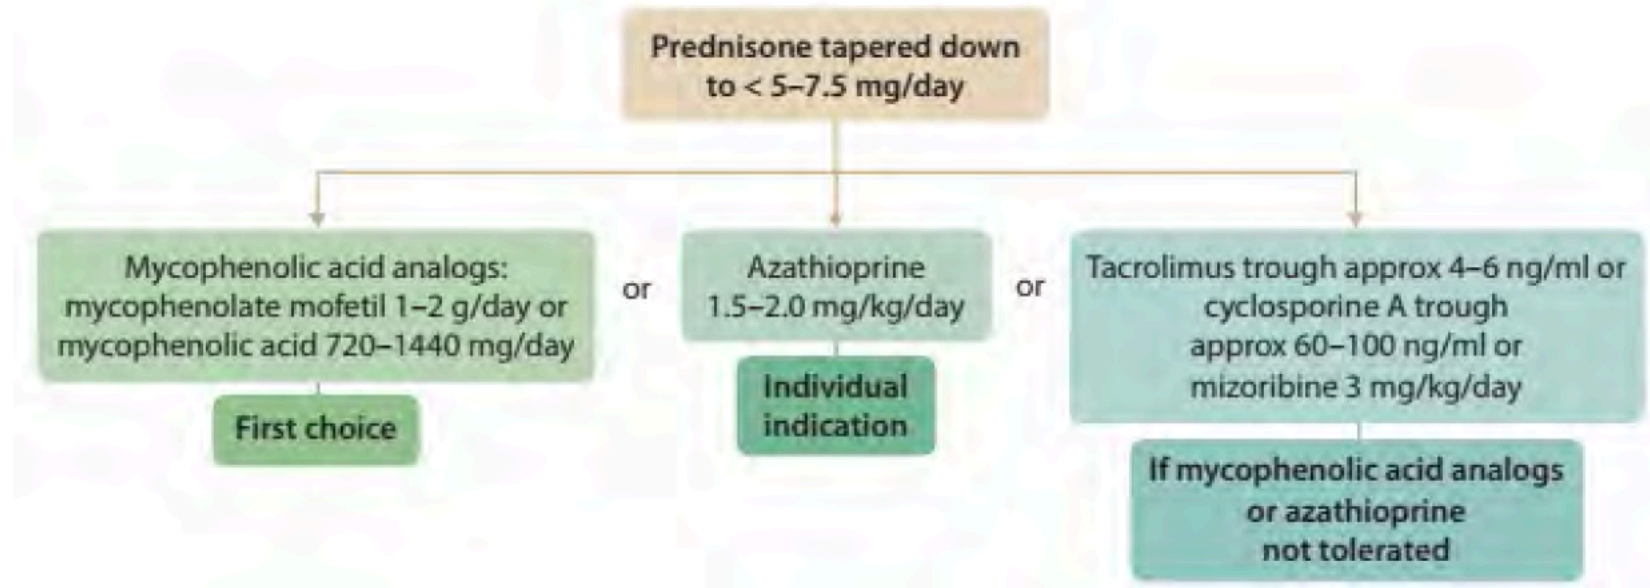 Prednisone tapered down
to < 5–7.5 mg/day
Mycophenolic acid analogs:
mycophenolate mofetil 1–2 g/day or
mycophenolic acid 720–1440 mg/day
First choice
or
Azathioprine
1.5–2.0 mg/kg/day
Individual
indication
or
Tacrolimus trough approx 4–6 ng/ml or
cyclosporine A trough
approx 60–100 ng/ml or
mizoribine 3 mg/kg/day
If mycophenolic acid analogs
or azathioprine
not tolerated